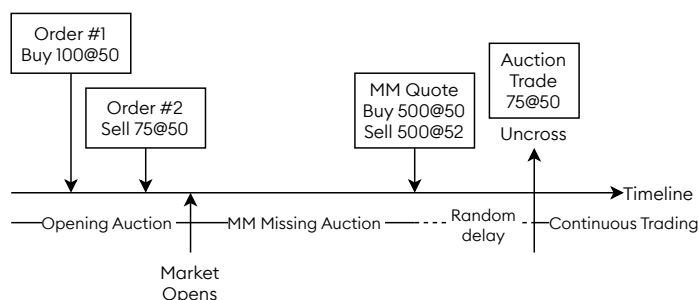 Order #1
Buy 100@50
Order #2
Sell 75@50
MM Quote
Buy 500@50
Sell 500@52
Auction
Trade
75@50
Uncross
Timeline
Opening Auction
MM Missing Auction
Random
delay
Continuous Trading
Market
Opens